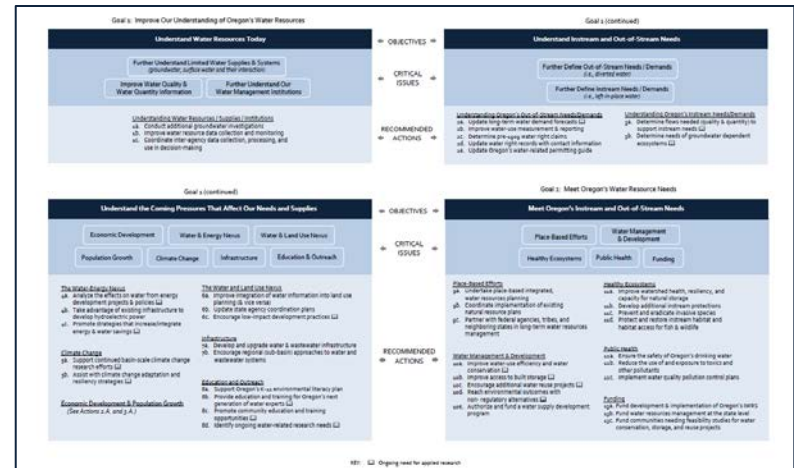 Goal 1: Improve Our Understanding of Oregon's Water Resources
Understand Water Resources Today
Further Understand Limited Water Supplies & Systems
(groundwater, surface water and their interactions)
Improve Water Quality &
Water Quantity Information
Further Understand Our
Water Management Institutions
Understanding Water Resources / Supplies / Institutions
1a. Conduct additional groundwater investigations
1b. Improve water resource data collection and monitoring
1c. Coordinate inter-agency data collection, processing, and
use in decision-making
OBJECTIVES
CRITICAL
ISSUES
RECOMMENDED
ACTIONS
Goal 1 (continued)
Understand Instream and Out-of-Stream Needs
Further Define Out-of-Stream Needs / Demands
(i.e., diverted water)
Further Define Instream Needs / Demands
(i.e., left in place water)
Understanding Oregon's Out-of-Stream Needs/Demands
2a. Update long-term water demand forecasts
2b. Improve water-use measurement & reporting
2c. Determine pre-1909 water right claims
2d. Update water right records with contact information
2e. Update Oregon's water-related permitting guide
Understanding Oregon's Instream Needs/Demands
3a. Determine flows needed (quality & quantity) to
support instream needs
3b. Determine needs of groundwater dependent
ecosystems
Goal 1 (continued)
Understand the Coming Pressures That Affect Our Needs and Supplies
Economic Development
Water & Energy Nexus
Water & Land Use Nexus
Population Growth
Climate Change
Infrastructure
Education & Outreach
The Water-Energy Nexus
4a. Analyze the effects on water from energy
development projects & policies
4b. Take advantage of existing infrastructure to
develop hydroelectric power
4c. Promote strategies that increase/integrate
energy & water savings
Climate Change
5a. Support continued basin-scale climate change
research efforts
5b. Assist with climate change adaptation and
resiliency strategies
Economic Development & Population Growth
(See Actions 2.A. and 3.A.)
The Water and Land Use Nexus
6a. Improve integration of water information into land use
planning (& vice versa)
6b. Update state agency coordination plans
6c. Encourage low-impact development practices
Infrastructure
7a. Develop and upgrade water & wastewater infrastructure
7b. Encourage regional (sub-basin) approaches to water and
wastewater systems
Education and Outreach
8a. Support Oregon's K-12 environmental literacy plan
8b. Provide education and training for Oregon's next
generation of water experts
8c. Promote community education and training
opportunities
8d. Identify ongoing water-related research needs
OBJECTIVES
CRITICAL
ISSUES
RECOMMENDED
ACTIONS
Goal 2: Meet Oregon's Water Resource Needs
Meet Oregon's Instream and Out-of-Stream Needs
Place-Based Efforts
Water Management
& Development
Healthy Ecosystems
Public Health
Funding
Place-Based Efforts
9a. Undertake place-based integrated,
water resources planning
9b. Coordinate implementation of existing
natural resource plans
9c. Partner with federal agencies, tribes, and
neighboring states in long-term water resources
management
Water Management & Development
10a. Improve water-use efficiency and water
conservation
10b. Improve access to built storage
10c. Encourage additional water reuse projects
10d. Reach environmental outcomes
with non-regulatory alternatives
10e. Authorize and fund a water supply development
program
Healthy Ecosystems
11a. Improve watershed health, resiliency, and
capacity for natural storage
11b. Develop additional instream protections
11c. Prevent and eradicate invasive species
11d. Protect and restore instream habitat and
habitat access for fish & wildlife
Public Health
12a. Ensure the safety of Oregon's drinking water
12b. Reduce the use of and exposure to toxics and
other pollutants
12c. Implement water quality pollution control plans
Funding
13a. Fund development & implementation of Oregon's IWRS
13b. Fund water resources management at the state level
13c. Fund communities needing feasibility studies for water
conservation, storage, and reuse projects
KEY: Ongoing need for applied research